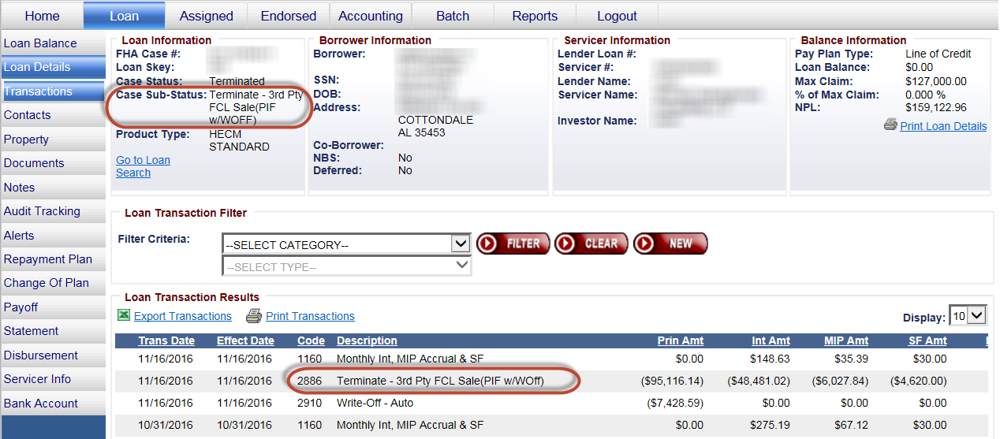 Home Loan Assigned Endorsed Accounting Batch Reports Logout
Loan Balance
Loan Details
Transactions
Contacts
Property
Documents
Notes
Audit Tracking
Alerts
Repayment Plan
Change Of Plan
Payoff
Statement
Disbursement
Servicer Info
Bank Account
Loan Information
FHA Case #:
Loan Skey:
Case Status: Terminated
Case Sub-Status: Terminate - 3rd Pty
FCL Sale(PIF
w/WOFF)
Product Type: HECM
STANDARD
Go to Loan
Search
Borrower Information
Borrower:
SSN:
DOB:
Address:
COTTONDALE
AL 35453
Co-Borrower:
NBS: No
Deferred: No
Servicer Information
Lender Loan #:
Servicer #:
Lender Name:
Servicer Name:
Investor Name:
Balance Information
Pay Plan Type: Line of Credit
Loan Balance: $0.00
Max Claim: $127,000.00
% of Max Claim: 0.000 %
NPL: $159,122.96
Print Loan Details
Loan Transaction Filter
Filter Criteria: --SELECT CATEGORY-- FILTER CLEAR NEW
--SELECT TYPE--
Loan Transaction Results
Export Transactions Print Transactions
Display: 10
Trans Date Effect Date Code Description Prin Amt Int Amt MIP Amt SF Amt
11/16/2016 11/16/2016 1160 Monthly Int, MIP Accrual & SF $0.00 $148.63 $35.39 $30.00
11/16/2016 11/16/2016 2886 Terminate - 3rd Pty FCL Sale(PIF w/WOff) ($95,116.14) ($48,481.02) ($6,027.84) ($4,620.00)
11/16/2016 11/16/2016 2910 Write-Off - Auto ($7,428.59) $0.00 $0.00 $0.00
10/31/2016 10/31/2016 1160 Monthly Int, MIP Accrual & SF $0.00 $275.19 $67.12 $30.00